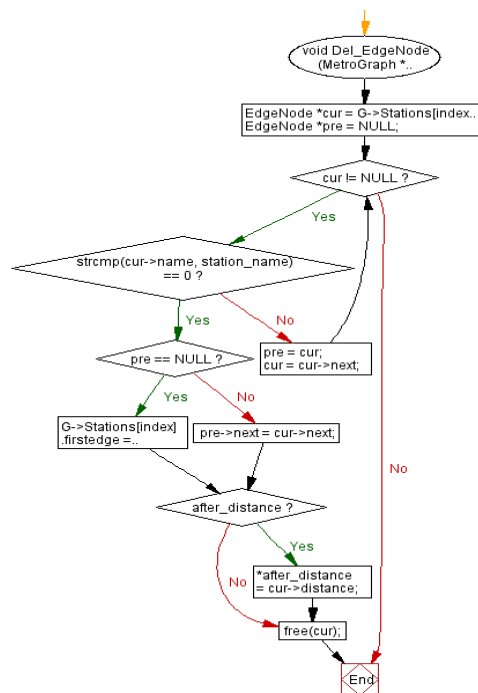 void Del_EdgeNode
(MetroGraph *..
EdgeNode *cur = G->Stations[index..
EdgeNode *pre = NULL;
cur != NULL ?
Yes
strcmp(cur->name, station_name)
== 0 ?
Yes
No
pre == NULL ?
pre = cur;
cur = cur->next;
Yes
No
G->Stations[index]
.firstedge =..
pre->next = cur->next;
No
after_distance ?
Yes
*after_distance
= cur->distance;
No
free(cur);
End